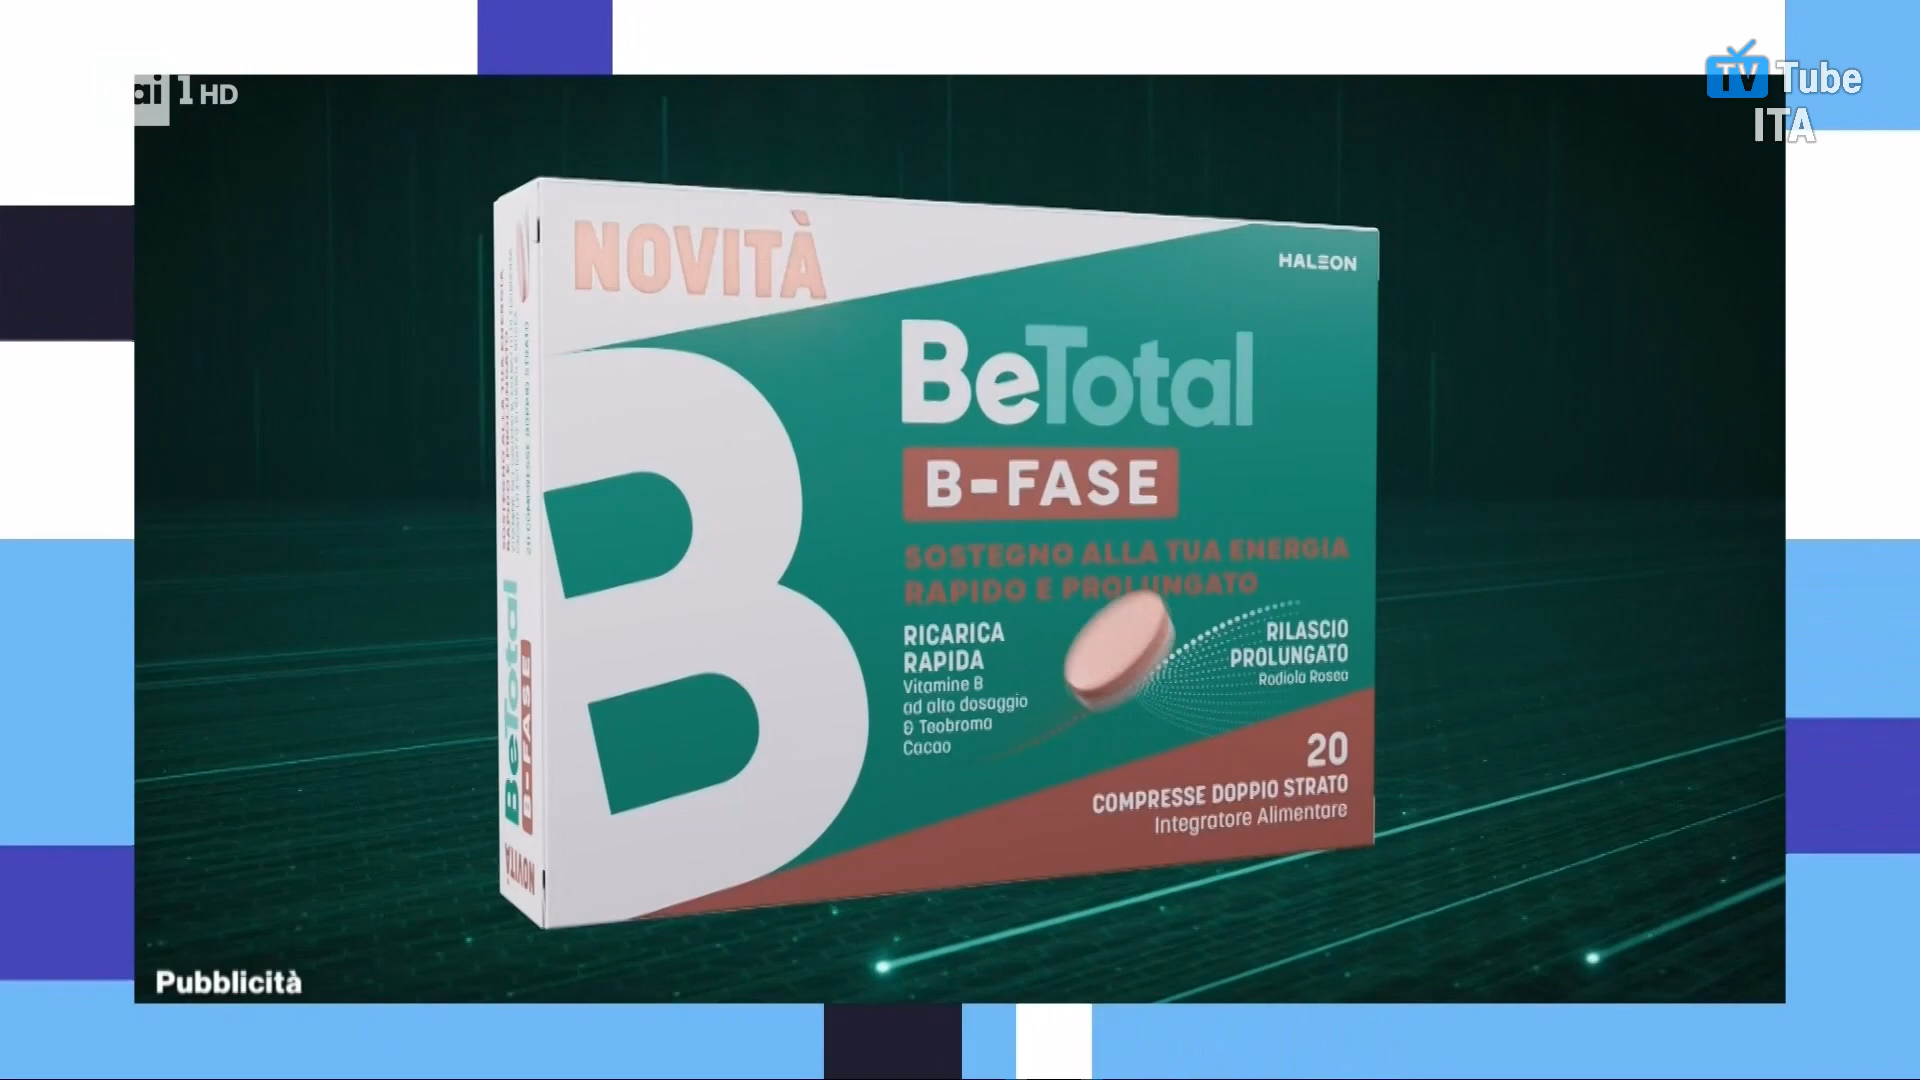 ai 1 HD
TV Tube
ITA
NOVITÀ
HALEON
BeTotal
B-FASE
SOSTEGNO ALLA TUA ENERGIA
RAPIDO E PROLUNGATO
RICARICA
RAPIDA
Vitamine B
ad alto dosaggio
& Teobroma
Cacao
RILASCIO
PROLUNGATO
Rodiola Rosea
20
COMPRESSE DOPPIO STRATO
Integratore Alimentare
BeTotal
B-FASE
NOVITÀ
Pubblicità